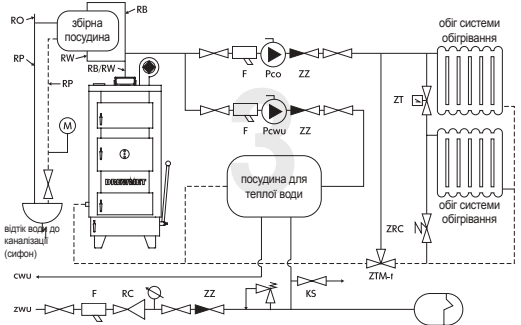 RO
RB
збірна
посудина
RW
RP
RB/RW
RP
M
F
Pco
ZZ
F
Pcwu
ZZ
3
обіг системи
обігрівання
ZT
обіг системи
обігрівання
ZRC
ZTM-f
посудина для
теплої води
відтік води до
каналізації
(сифон)
cwu
zwu
F
RC
ZZ
KS